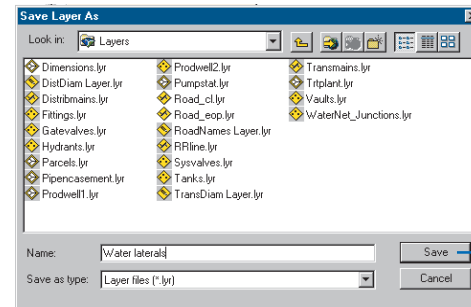 Save Layer As
Look in: Layers
Dimensions.lyr
DistDiam Layer.lyr
Distribmains.lyr
Fittings.lyr
Gatevalves.lyr
Hydrants.lyr
Parcels.lyr
Pipencasement.lyr
Prodwell1.lyr
Prodwell2.lyr
Pumpstat.lyr
Road_cl.lyr
Road_eop.lyr
RoadNames Layer.lyr
RRline.lyr
Sysvalves.lyr
Tanks.lyr
TransDiam Layer.lyr
Transmains.lyr
Trtplant.lyr
Vaults.lyr
WaterNet_Junctions.lyr
Name: Water laterals
Save
Save as type: Layer files (*.lyr)
Cancel